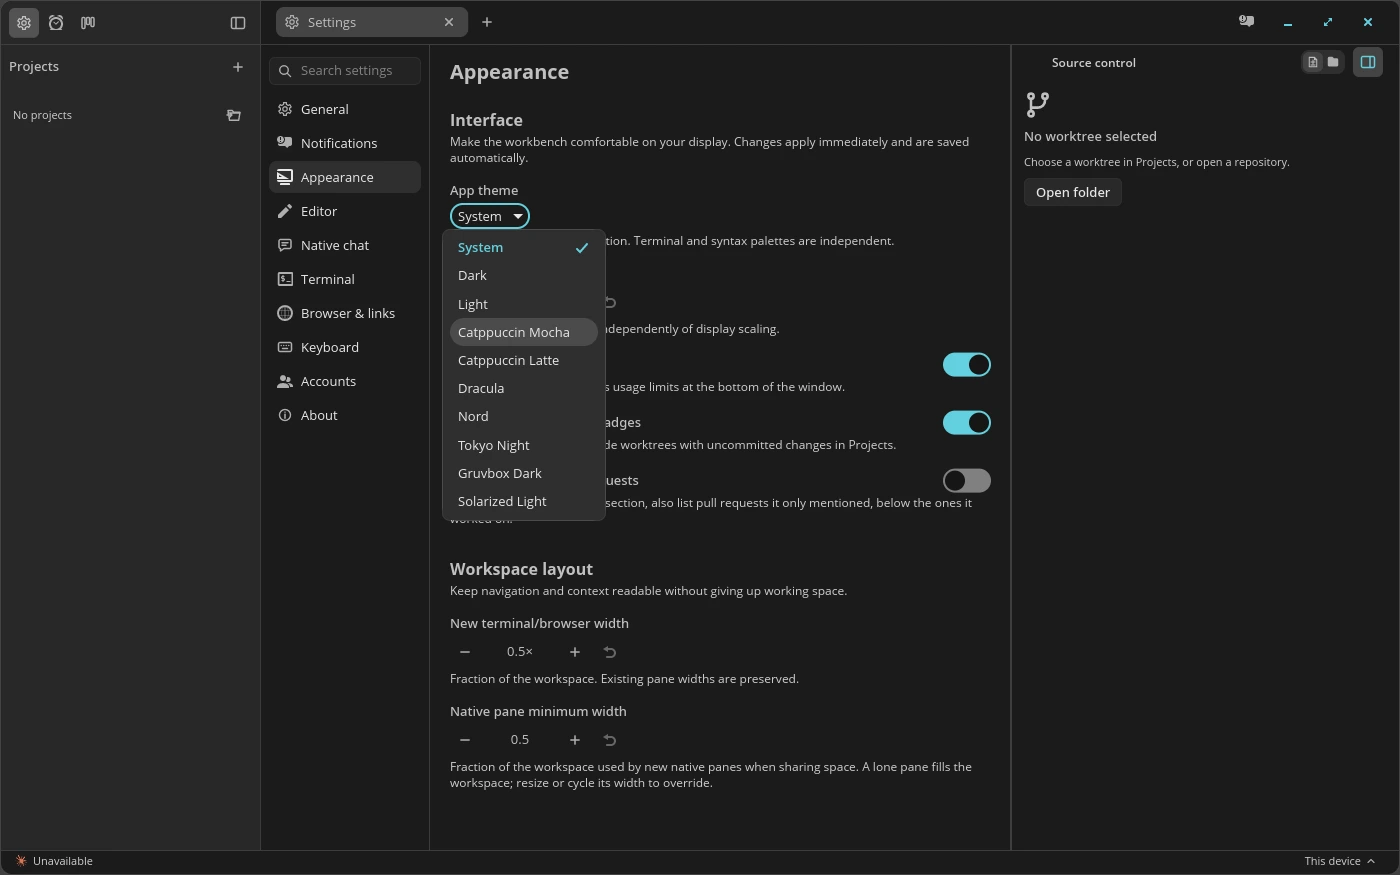 Settings
Projects
No projects
Search settings
General
Notifications
Appearance
Editor
Native chat
Terminal
Browser & links
Keyboard
Accounts
About
Appearance
Interface
Make the workbench comfortable on your display. Changes apply immediately and are saved
automatically.
App theme
System
tion. Terminal and syntax palettes are independent.
System
Dark
Light
Catppuccin Mocha
Catppuccin Latte
Dracula
Nord
Tokyo Night
Gruvbox Dark
Solarized Light
dependently of display scaling.
s usage limits at the bottom of the window.
adges
de worktrees with uncommitted changes in Projects.
uests
section, also list pull requests it only mentioned, below the ones it
Workspace layout
Keep navigation and context readable without giving up working space.
New terminal/browser width
− 0.5× +
Fraction of the workspace. Existing pane widths are preserved.
Native pane minimum width
− 0.5 +
Fraction of the workspace used by new native panes when sharing space. A lone pane fills the
workspace; resize or cycle its width to override.
Source control
No worktree selected
Choose a worktree in Projects, or open a repository.
Open folder
Unavailable
This device